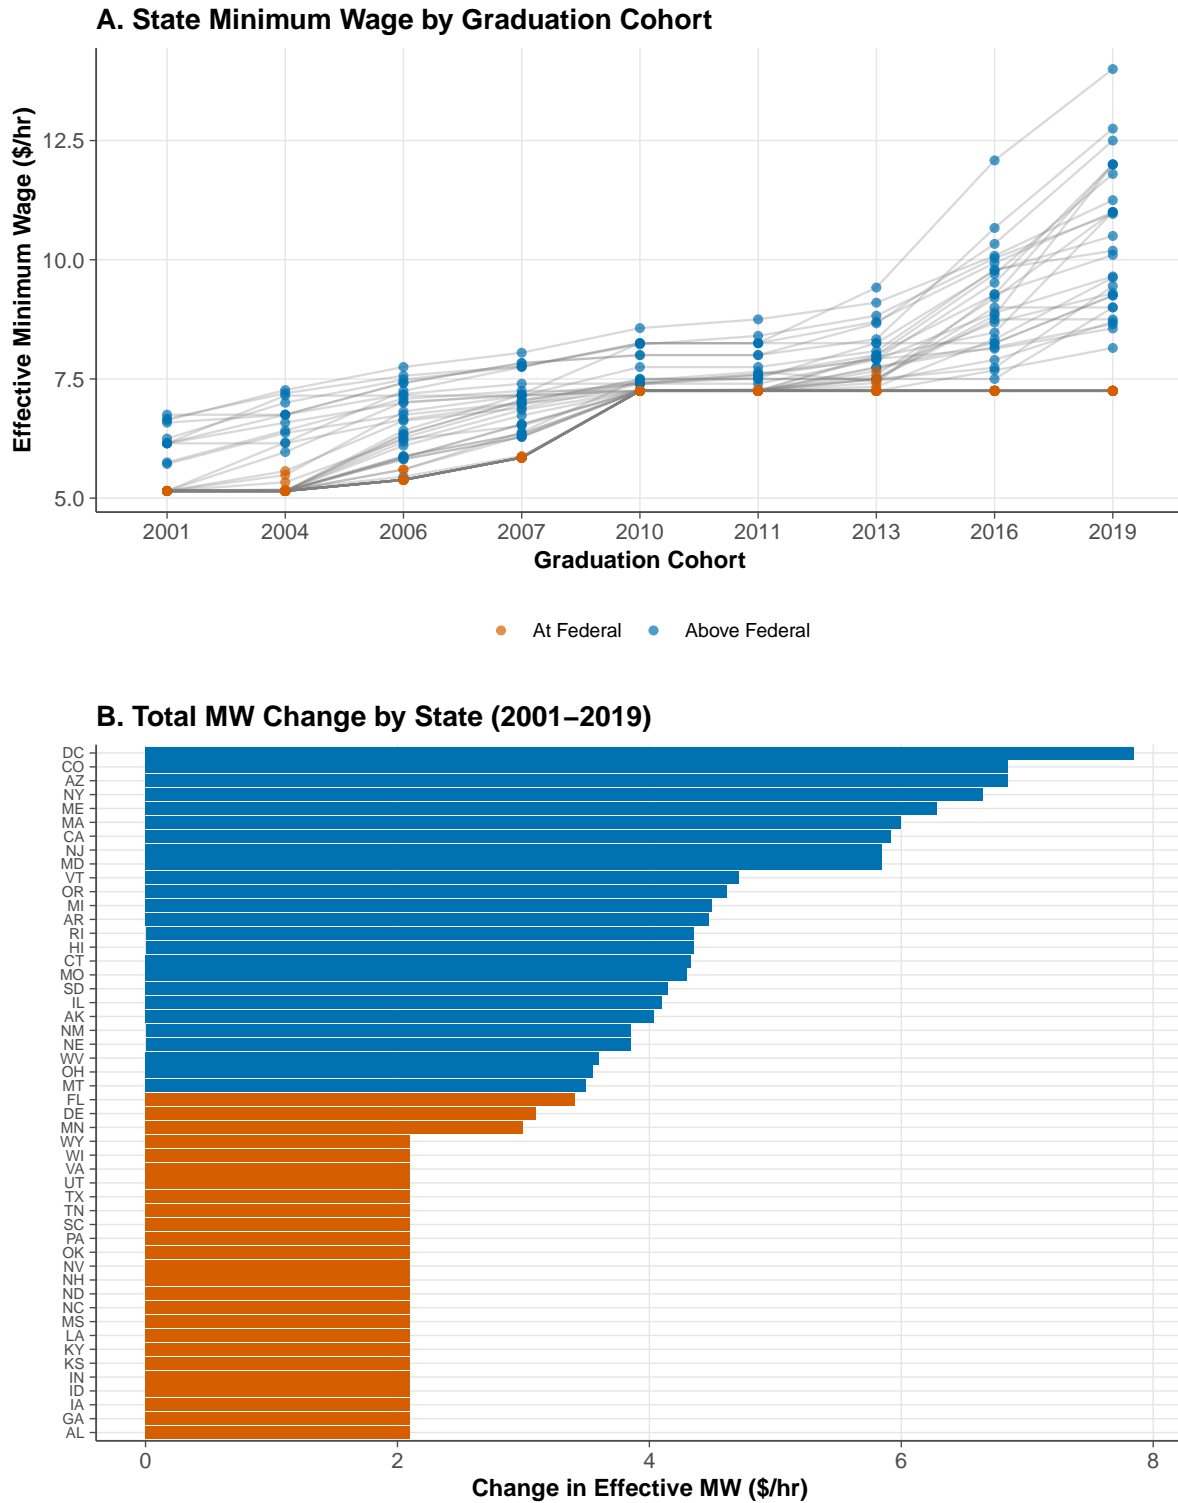 A. State Minimum Wage by Graduation Cohort
Effective Minimum Wage ($/hr)
12.5
10.0
7.5
5.0
2001 2004 2006 2007 2010 2011 2013 2016 2019
Graduation Cohort
At Federal Above Federal
B. Total MW Change by State (2001–2019)
DC
CO
AZ
NY
ME
MA
CA
NJ
MD
VT
OR
MI
AR
RI
HI
CT
MO
SD
IL
AK
NM
NE
WV
OH
MT
FL
DE
MN
WY
WI
VA
UT
TX
TN
SC
PA
OK
NV
NH
ND
NC
MS
LA
KY
KS
IN
ID
IA
GA
AL
0 2 4 6 8
Change in Effective MW ($/hr)